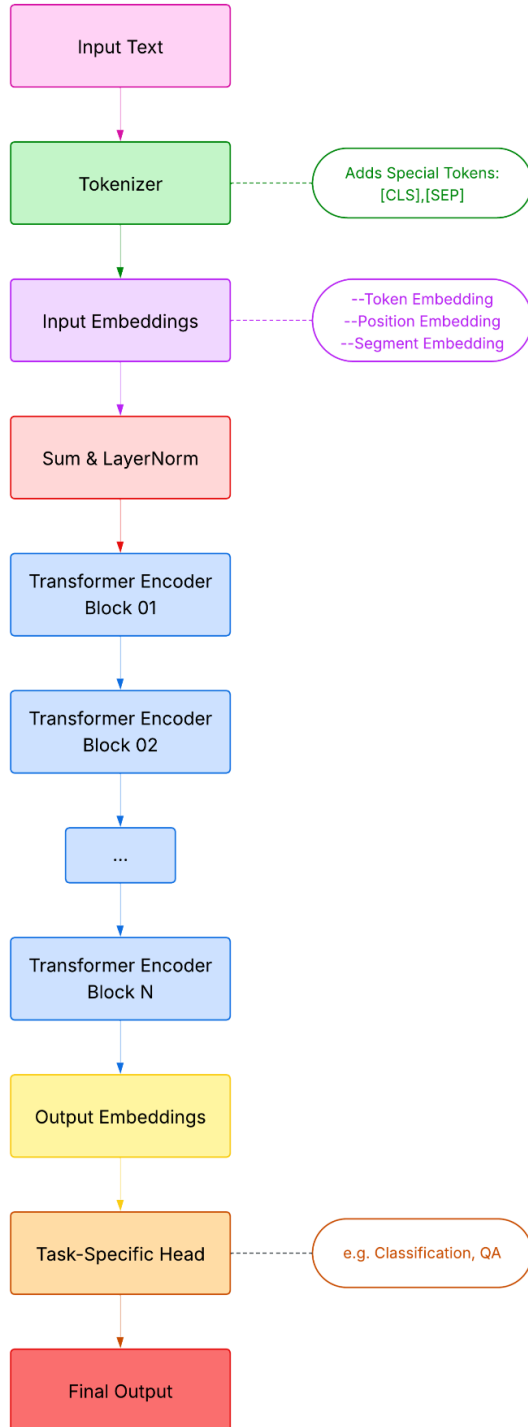 Input Text
Tokenizer
Adds Special Tokens:
[CLS],[SEP]
Input Embeddings
--Token Embedding
--Position Embedding
--Segment Embedding
Sum & LayerNorm
Transformer Encoder
Block 01
Transformer Encoder
Block 02
...
Transformer Encoder
Block N
Output Embeddings
Task-Specific Head
e.g. Classification, QA
Final Output